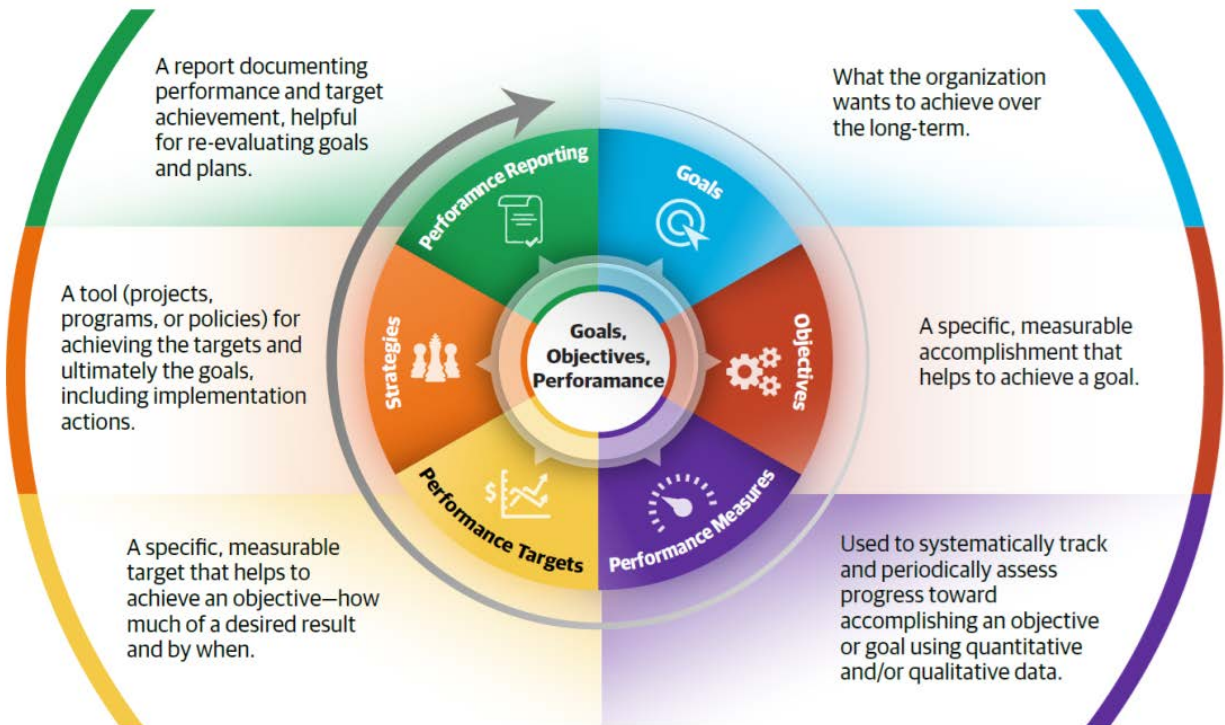 A report documenting
performance and target
achievement, helpful
for re-evaluating goals
and plans.
What the organization
wants to achieve over
the long-term.
Perforamnce Reporting
Goals
A tool (projects,
programs, or policies) for
achieving the targets and
ultimately the goals,
including implementation
actions.
Strategies
Goals,
Objectives,
Perforamance
Objectives
A specific, measurable
accomplishment that
helps to achieve a goal.
$
Performance Targets
Performance Measures
A specific, measurable
target that helps to
achieve an objective—how
much of a desired result
and by when.
Used to systematically track
and periodically assess
progress toward
accomplishing an objective
or goal using quantitative
and/or qualitative data.